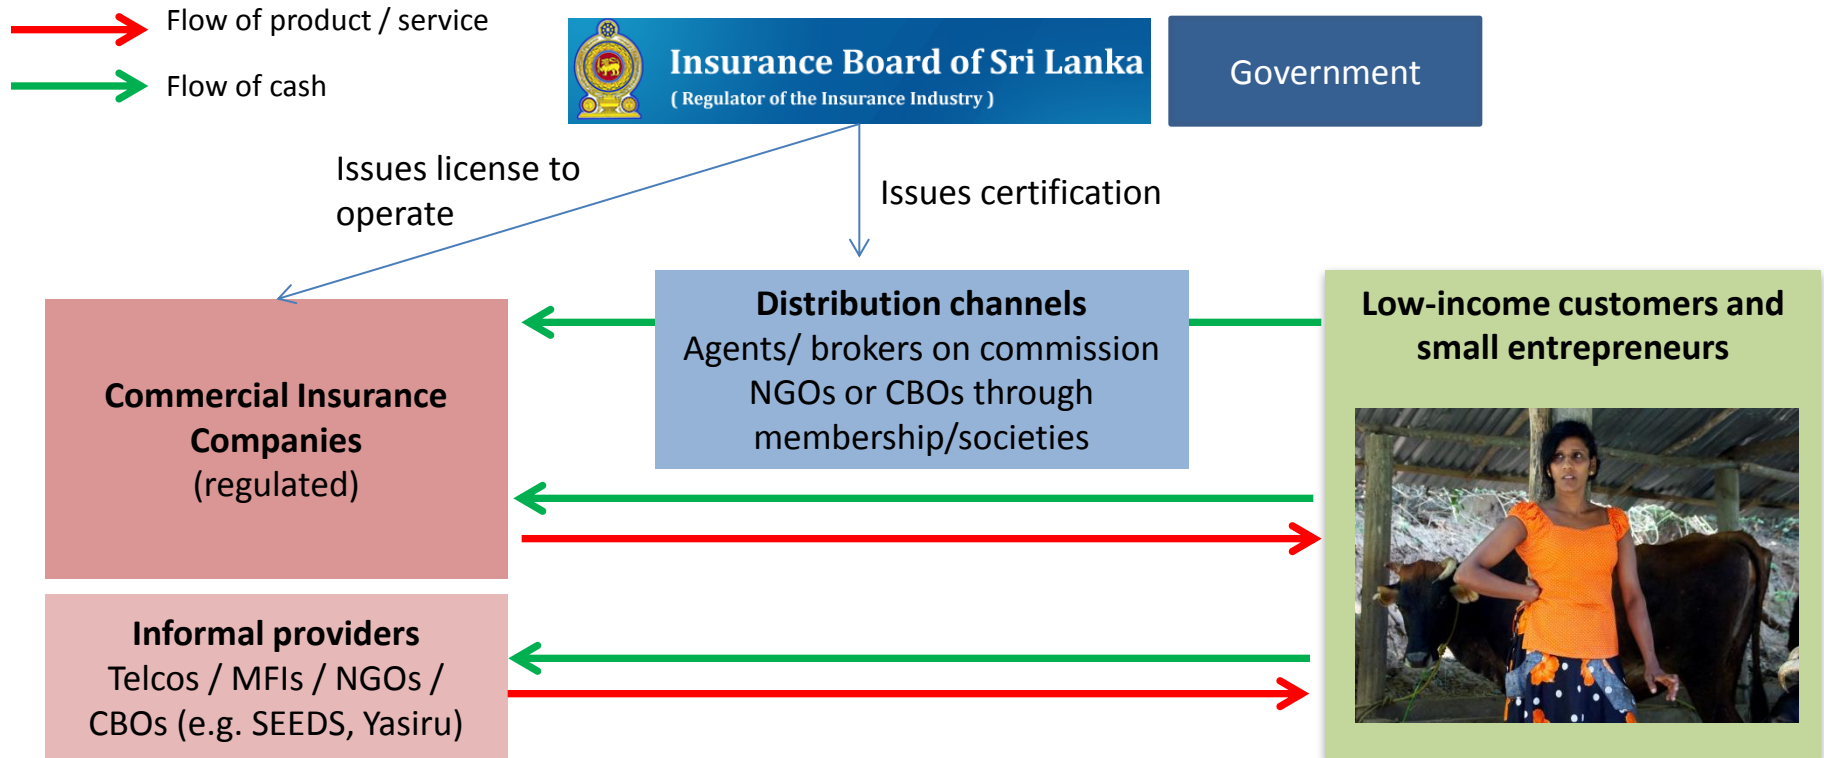 Flow of product / service
Flow of cash
Insurance Board of Sri Lanka
( Regulator of the Insurance Industry )
Government
Issues license to
operate
Issues certification
Distribution channels
Agents/ brokers on commission
NGOs or CBOs through
membership/societies
Low-income customers and
small entrepreneurs
Commercial Insurance
Companies
(regulated)
Informal providers
Telcos / MFIs / NGOs /
CBOs (e.g. SEEDS, Yasiru)